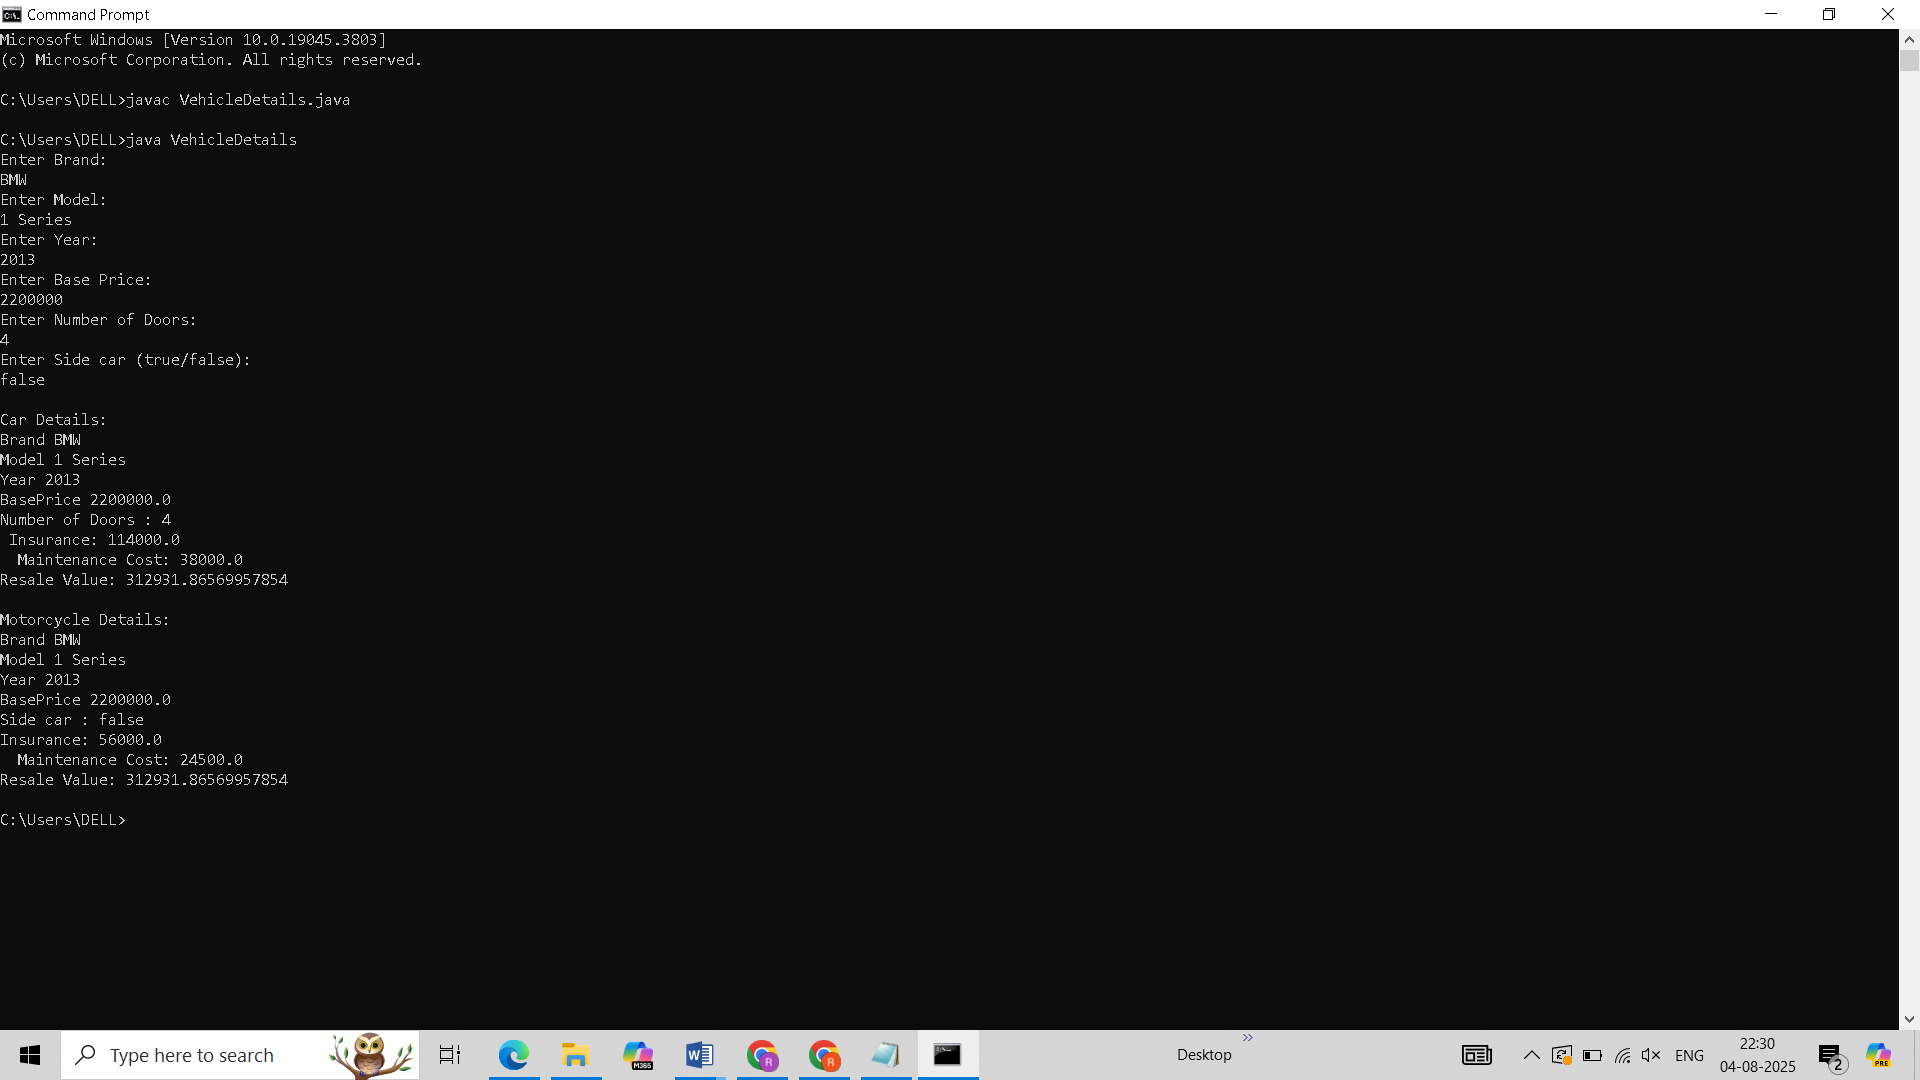 Command Prompt
Microsoft Windows [Version 10.0.19045.3803]
(c) Microsoft Corporation. All rights reserved.
C:\Users\DELL>javac VehicleDetails.java
C:\Users\DELL>java VehicleDetails
Enter Brand:
BMW
Enter Model:
1 Series
Enter Year:
2013
Enter Base Price:
2200000
Enter Number of Doors:
4
Enter Side car (true/false):
false
Car Details:
Brand BMW
Model 1 Series
Year 2013
BasePrice 2200000.0
Number of Doors : 4
 Insurance: 114000.0
  Maintenance Cost: 38000.0
Resale Value: 312931.86569957854
Motorcycle Details:
Brand BMW
Model 1 Series
Year 2013
BasePrice 2200000.0
Side car : false
Insurance: 56000.0
  Maintenance Cost: 24500.0
Resale Value: 312931.86569957854
C:\Users\DELL>
Type here to search
M365
W
R
R
Desktop
ENG
22:30
04-08-2025
2
PRE